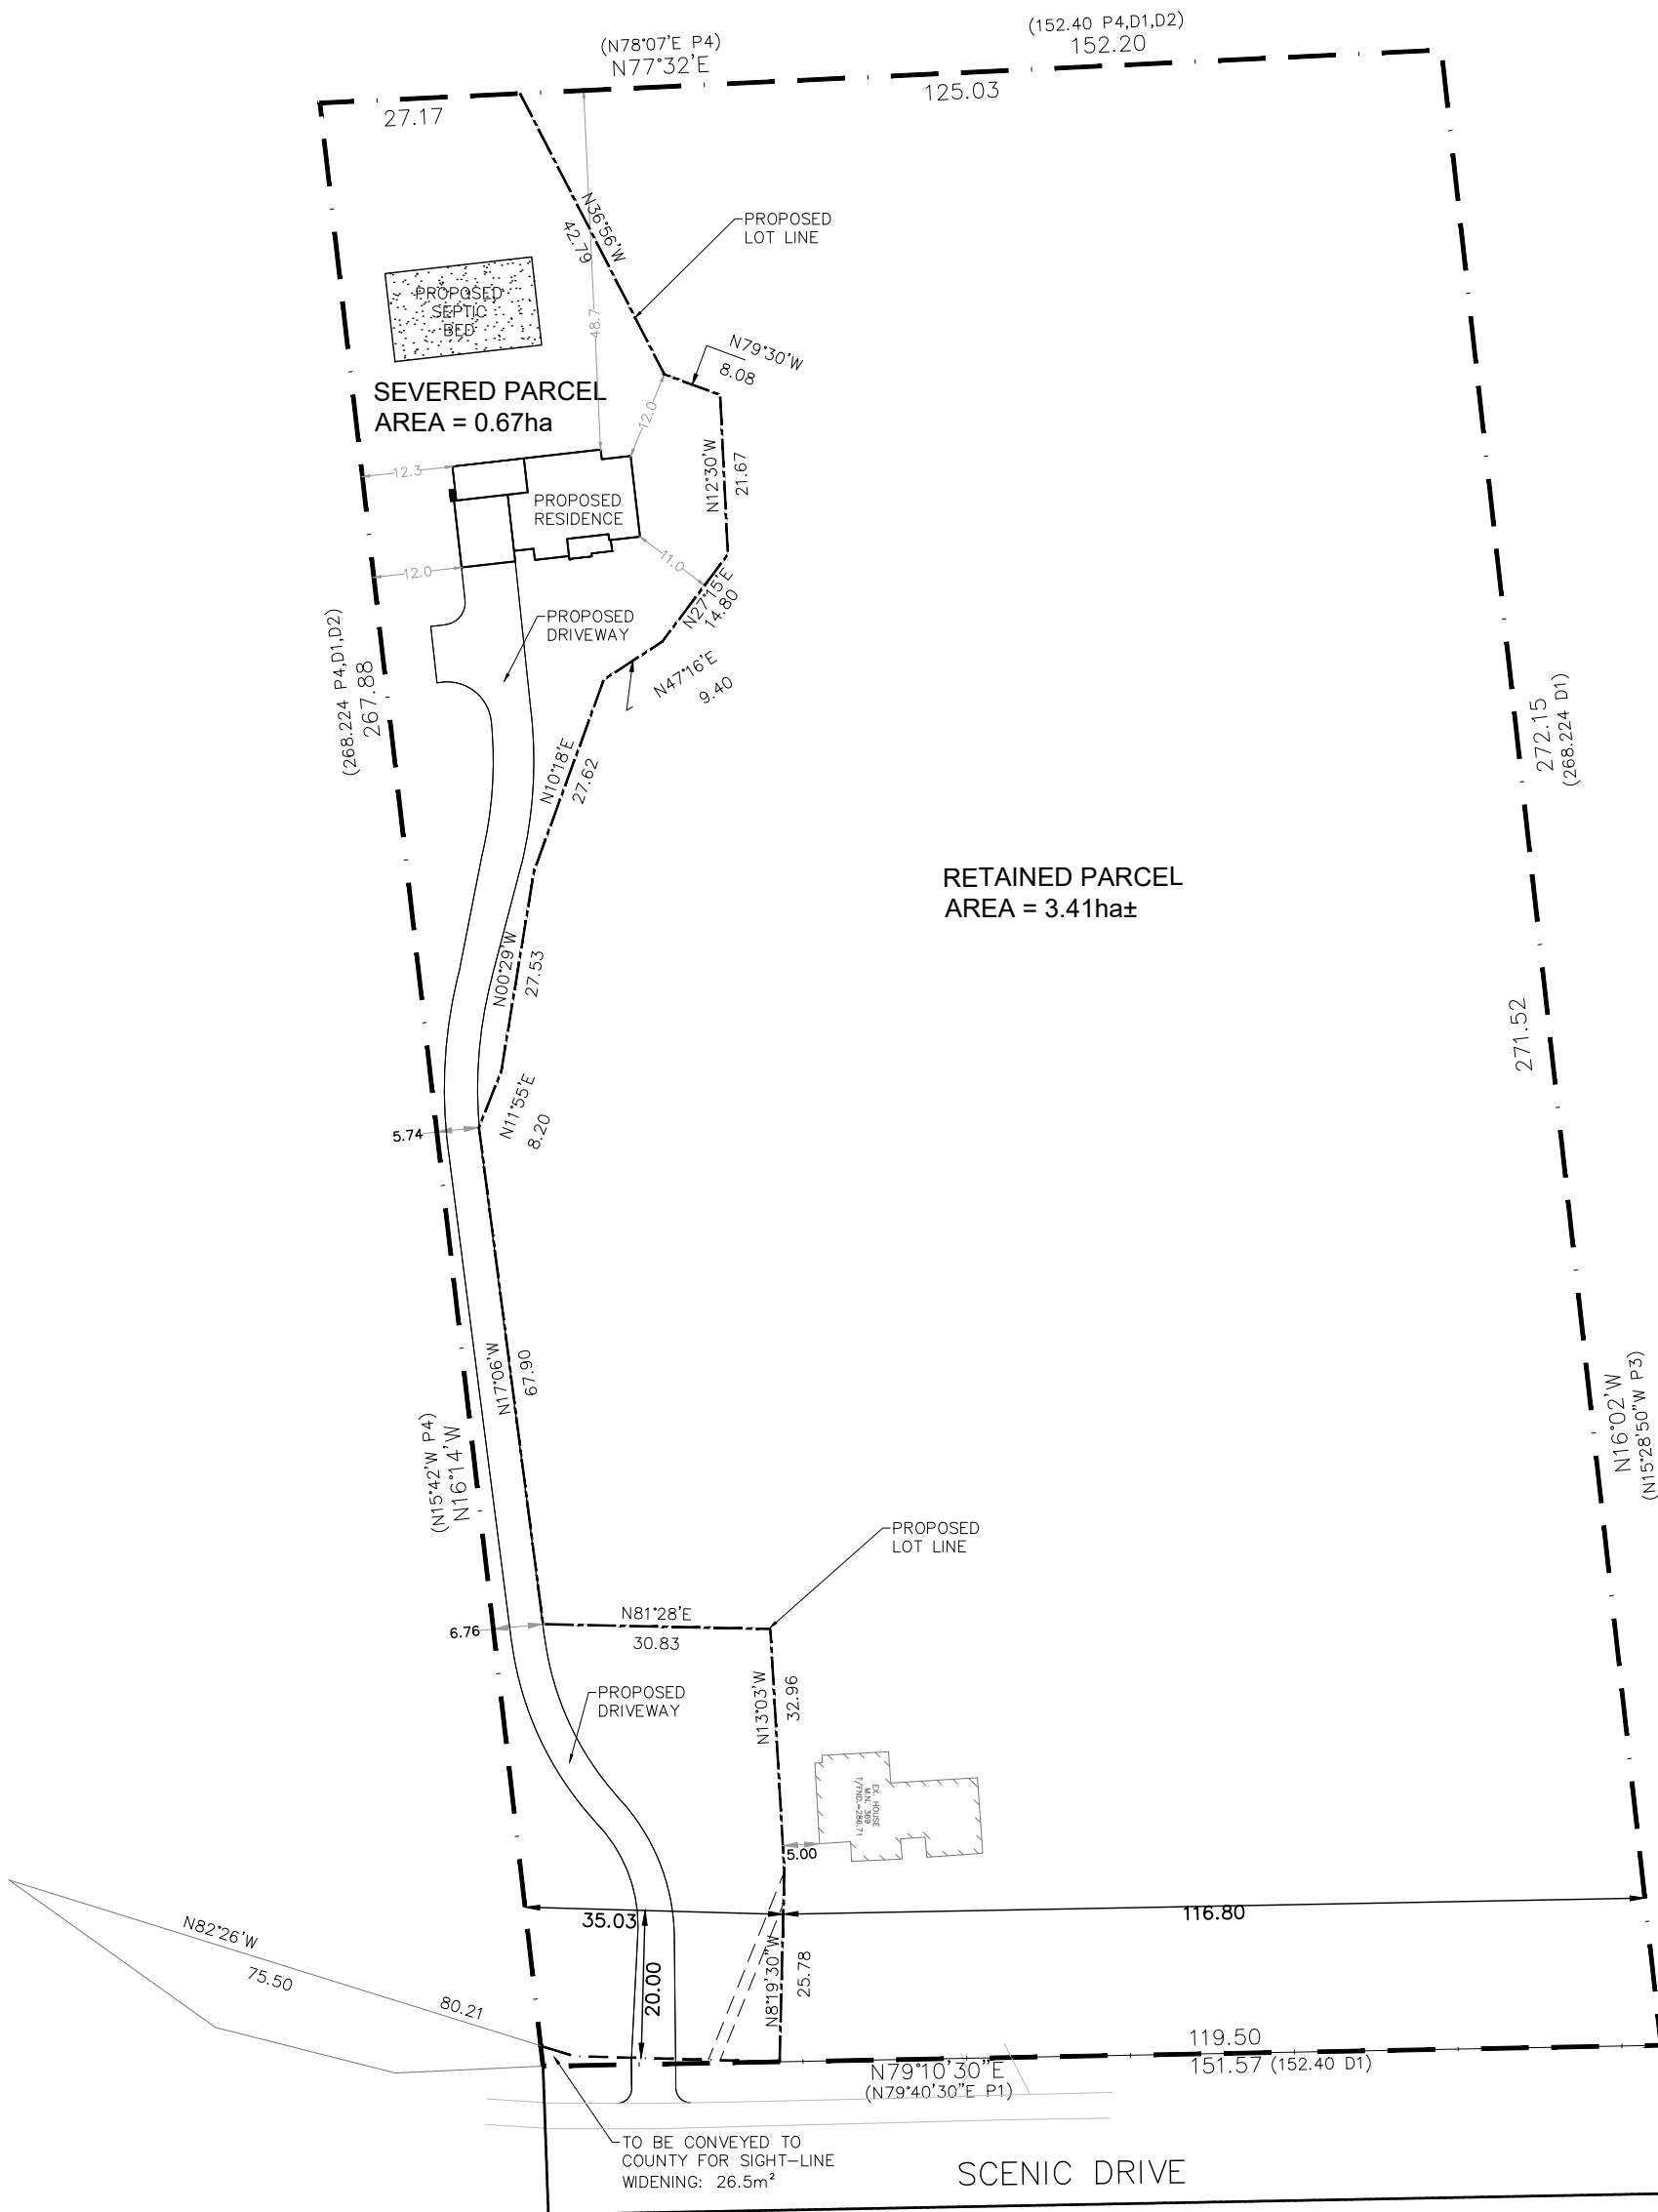 (152.40 P4,D1,D2)
152.20
(N78°07'E P4)
N77°32'E
125.03
27.17
N36°56'W
42.79
PROPOSED
LOT LINE
48.7
PROPOSED
SEPTIC
BED
N79°30'W
8.08
SEVERED PARCEL
AREA = 0.67ha
12.0
12.3
N12°30'W
21.67
PROPOSED
RESIDENCE
11.0
12.0
N27°15'E
14.80
PROPOSED
DRIVEWAY
N47°16'E
9.40
(268.224 P4,D1,D2)
267.88
272.15
(268.224 D1)
N10°18'E
27.62
RETAINED PARCEL
AREA = 3.41ha±
N00°29'W
27.53
271.52
N11°55'E
8.20
5.74
N17°06'W
67.90
(N15°42'W P4)
N16°14'W
N16°02'W
(N15°28'50"W P3)
PROPOSED
LOT LINE
N81°28'E
30.83
6.76
N13°03'W
32.96
PROPOSED
DRIVEWAY
EX. HOUSE
M.N. 369
T/FND.=286.71
5.00
35.03
116.80
N82°26'W
75.50
80.21
20.00
N8°19'30"W
25.78
119.50
N79°10'30"E
151.57 (152.40 D1)
(N79°40'30"E P1)
TO BE CONVEYED TO
COUNTY FOR SIGHT-LINE
WIDENING: 26.5m²
SCENIC DRIVE